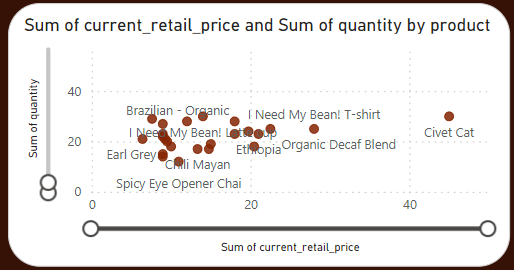 Sum of current_retail_price and Sum of quantity by product
Sum of quantity
40
20
0
Brazilian - Organic
I Need My Bean! T-shirt
I Need My Bean! Latte cup
Civet Cat
Organic Decaf Blend
Ethiopia
Earl Grey
Chili Mayan
Spicy Eye Opener Chai
0
20
40
Sum of current_retail_price